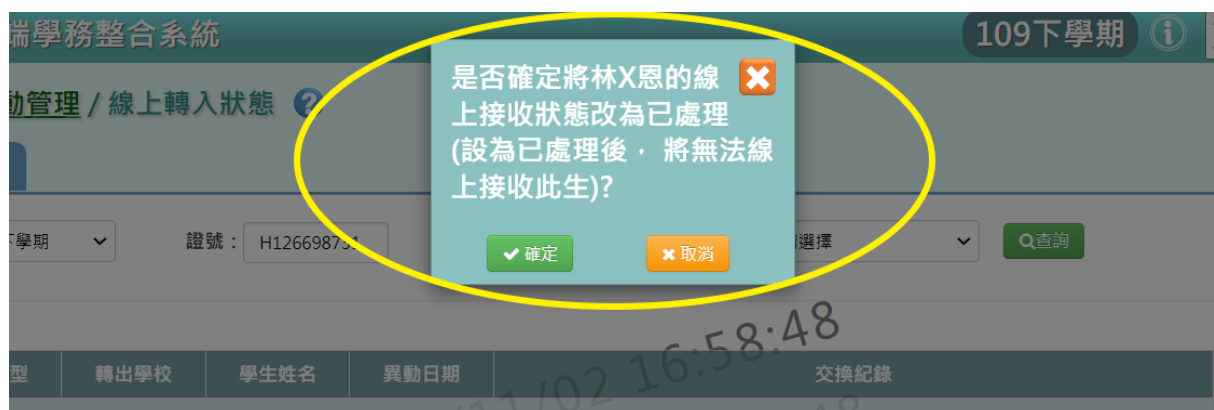 端學務整合系統
109下學期
動管理 / 線上轉入狀態
是否確定將林X恩的線
上接收狀態改為已處理
(設為已處理後， 將無法線
上接收此生)?
下學期
證號：
選擇
查詢
確定
取消
11/02 16:58:48
型
轉出學校
學生姓名
異動日期
交換紀錄